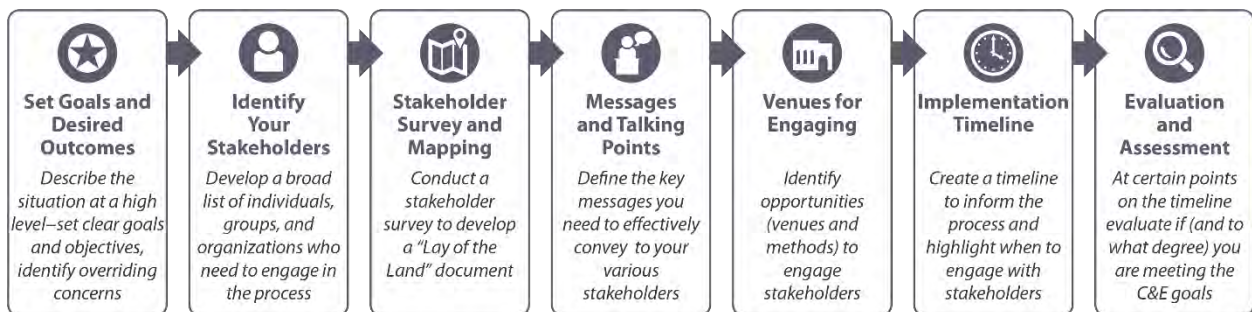 Set Goals and
Desired
Outcomes
Describe the
situation at a high
level–set clear goals
and objectives,
identify overriding
concerns
Identify
Your
Stakeholders
Develop a broad
list of individuals,
groups, and
organizations who
need to engage in
the process
Stakeholder
Survey and
Mapping
Conduct a
stakeholder
survey to develop
a "Lay of the
Land" document
Messages
and Talking
Points
Define the key
messages you
need to effectively
convey to your
various
stakeholders
Venues for
Engaging
Identify
opportunities
(venues and
methods) to
engage
stakeholders
Implementation
Timeline
Create a timeline
to inform the
process and
highlight when to
engage with
stakeholders
Evaluation
and
Assessment
At certain points
on the timeline
evaluate if (and to
what degree) you
are meeting the
C&E goals